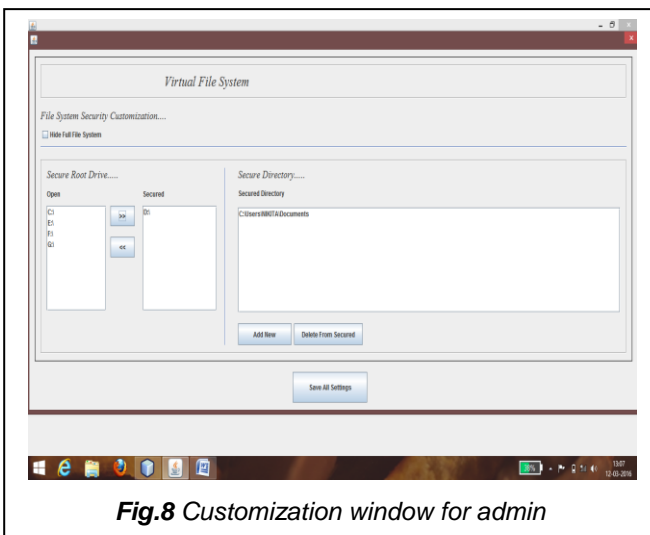 Virtual File System
File System Security Customization....
Hide Full File System
Secure Root Drive.....
Open
Secured
C:\
E:\
F:\
G:\
>>
<<
D:\
Secure Directory.....
Secured Directory
C:\Users\NIKITA\Documents
Add New
Delete From Secured
Save All Settings
13:07
12-03-2016
Fig.8 Customization window for admin